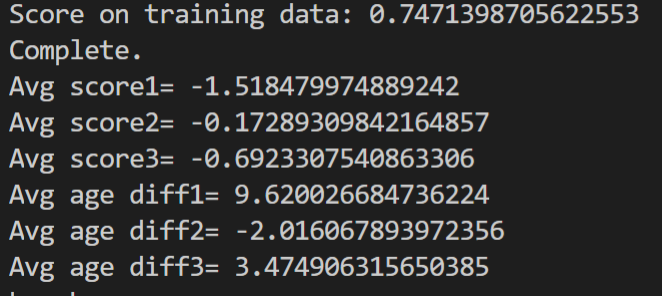 Score on training data: 0.7471398705622553
Complete.
Avg score1= -1.518479974889242
Avg score2= -0.17289309842164857
Avg score3= -0.6923307540863306
Avg age diff1= 9.620026684736224
Avg age diff2= -2.016067893972356
Avg age diff3= 3.474906315650385